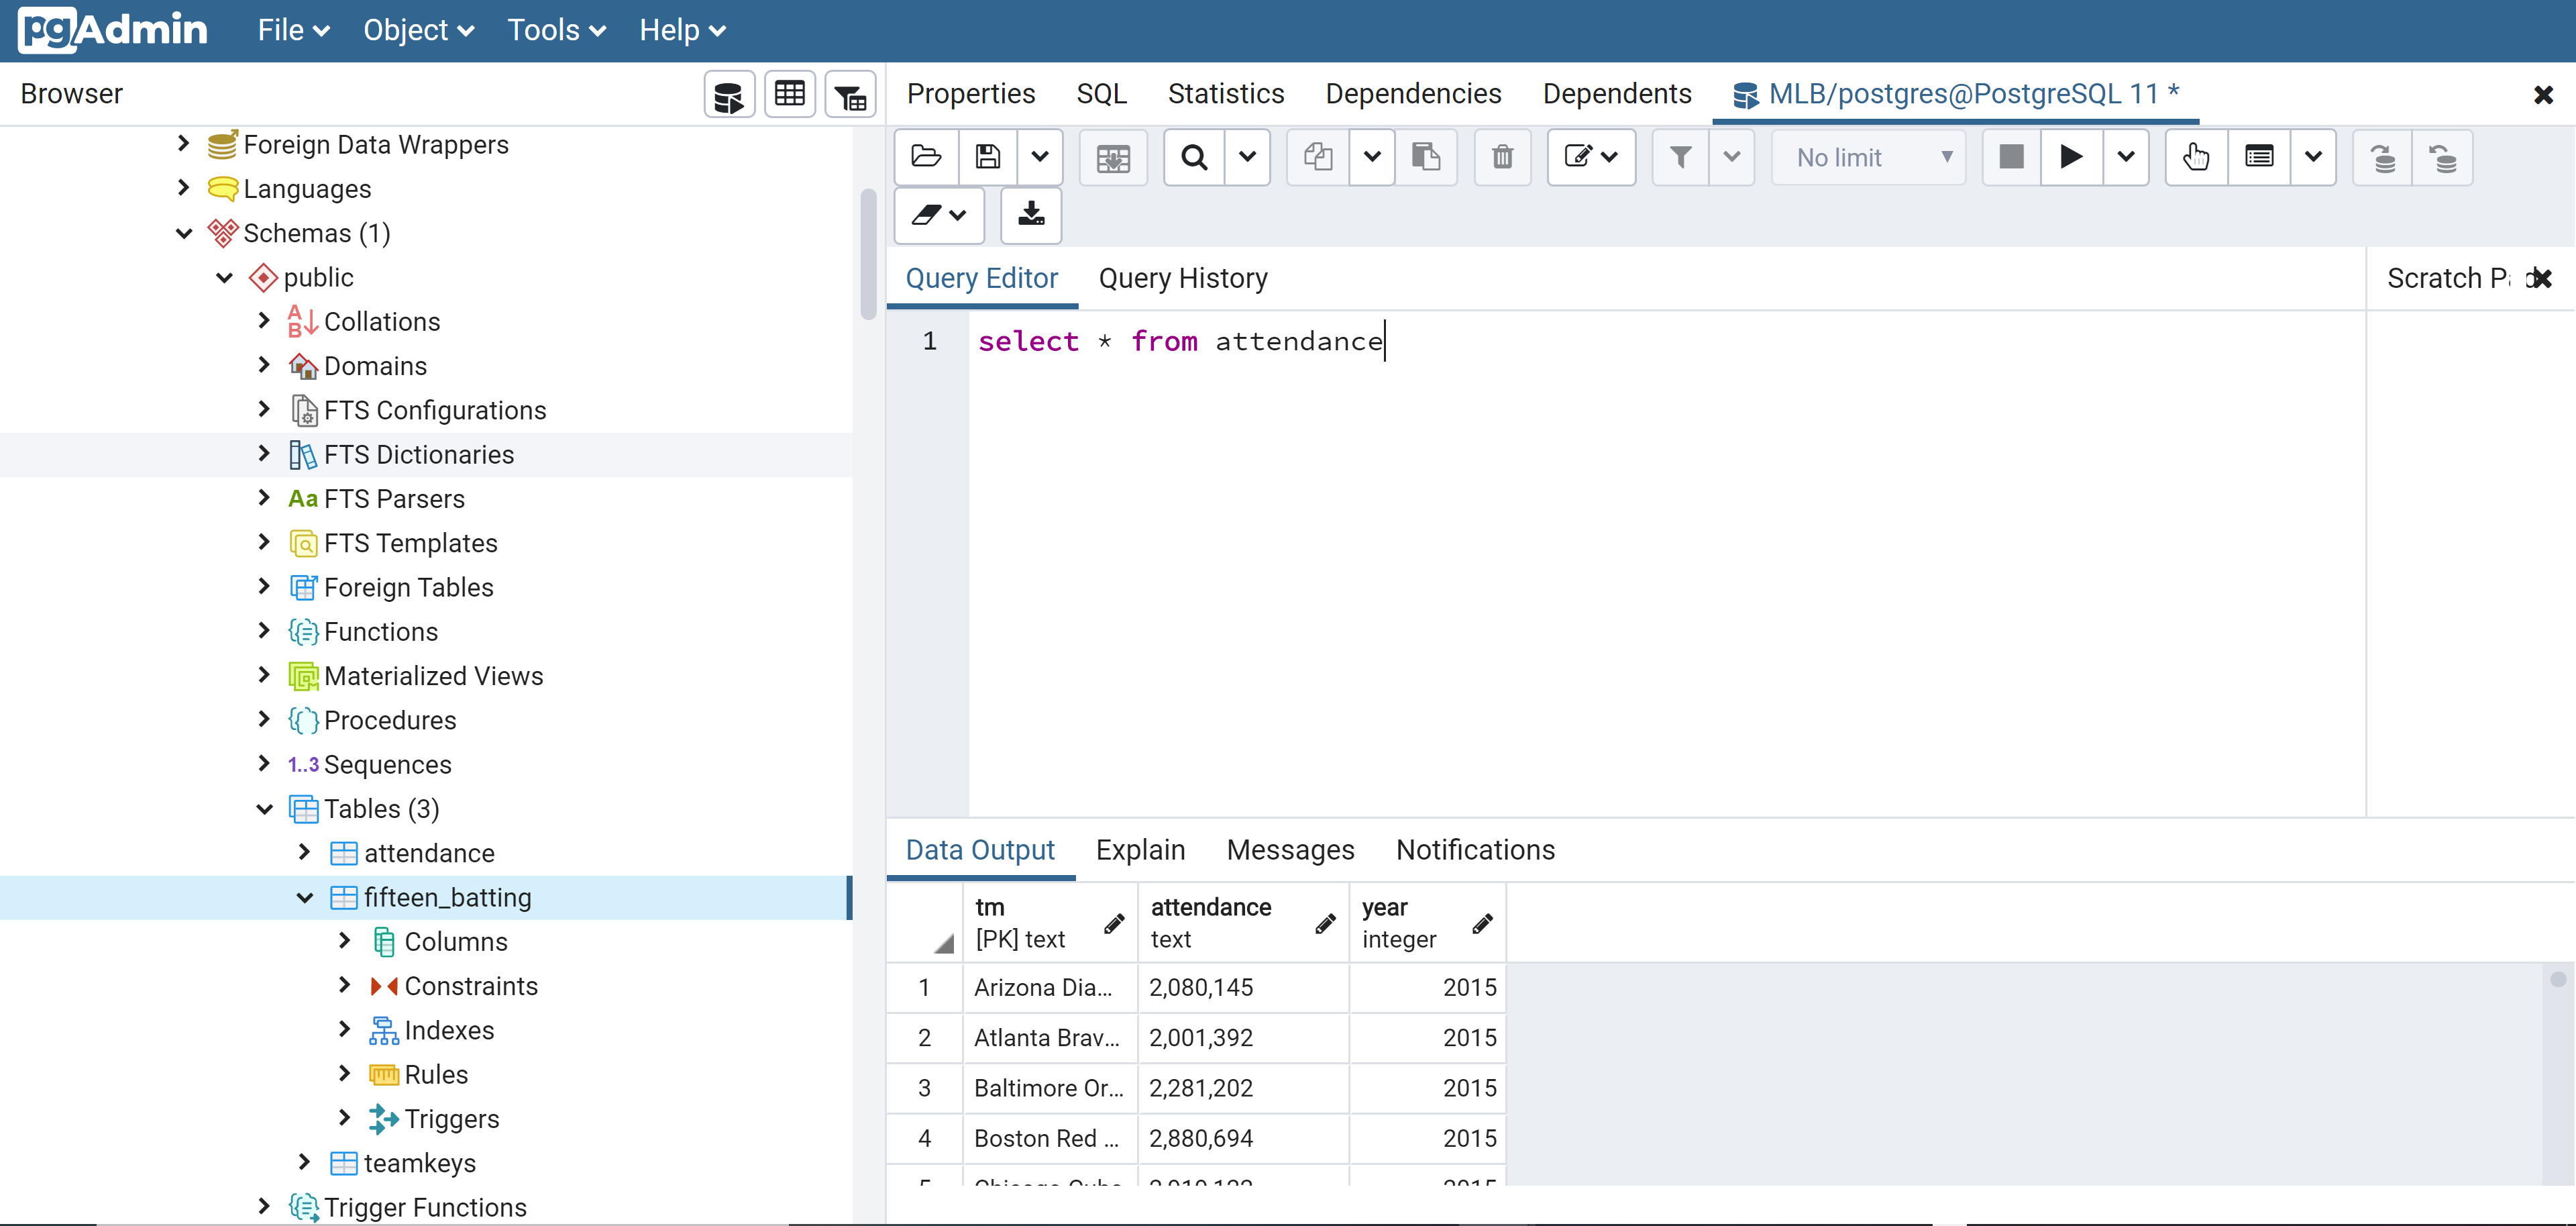 pgAdmin File Object Tools Help
Browser
Properties SQL Statistics Dependencies Dependents MLB/postgres@PostgreSQL 11 *
Foreign Data Wrappers
Languages
Schemas (1)
public
Collations
Domains
FTS Configurations
FTS Dictionaries
Aa FTS Parsers
FTS Templates
Foreign Tables
Functions
Materialized Views
Procedures
1..3 Sequences
Tables (3)
attendance
fifteen_batting
Columns
Constraints
Indexes
Rules
Triggers
teamkeys
Trigger Functions
No limit
Query Editor Query History
Scratch
1 select * from attendance
Data Output Explain Messages Notifications
tm attendance year
[PK] text text integer
1 Arizona Dia... 2,080,145 2015
2 Atlanta Brav... 2,001,392 2015
3 Baltimore Or... 2,281,202 2015
4 Boston Red ... 2,880,694 2015